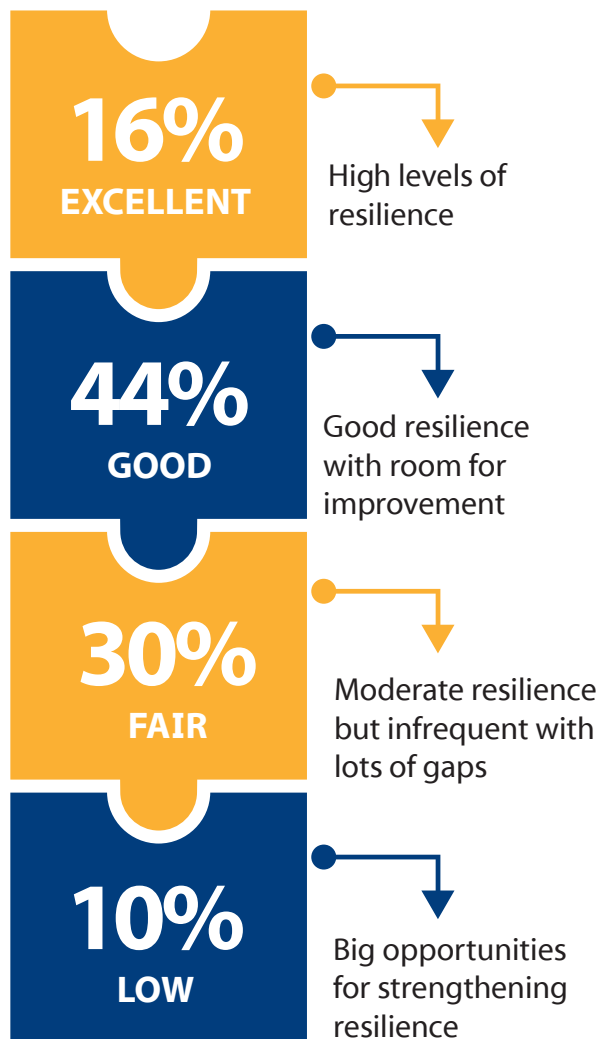 16%
EXCELLENT
High levels of
resilience
44%
GOOD
Good resilience
with room for
improvement
30%
FAIR
Moderate resilience
but infrequent with
lots of gaps
10%
LOW
Big opportunities
for strengthening
resilience